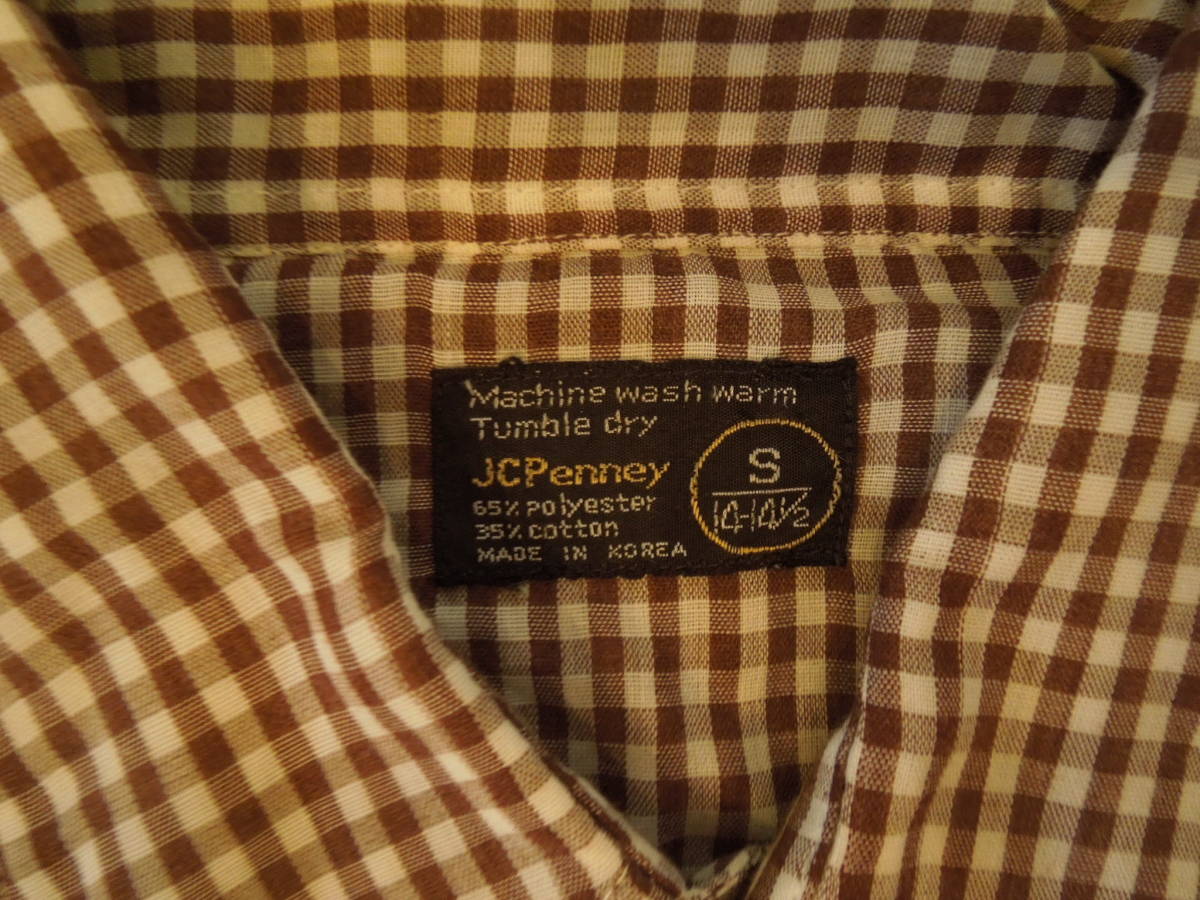 Machine wash warm
Tumble dry
JCPenney
65% polyester
35% cotton
MADE IN KOREA
S
14-14½